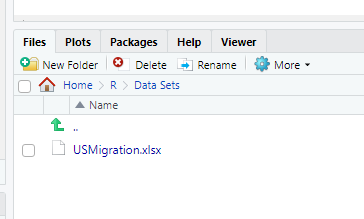 Files Plots Packages Help Viewer
New Folder Delete Rename More
Home R Data Sets
Name
..
USMigration.xlsx